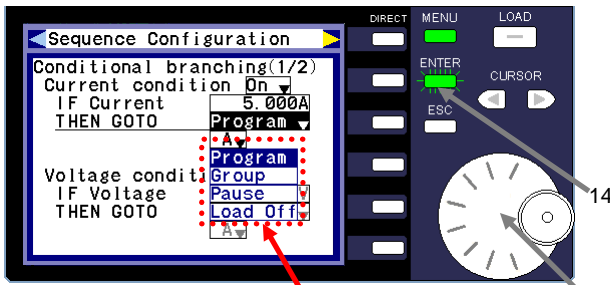 DIRECT
MENU
LOAD
Sequence Configuration
Conditional branching(1/2)
Current condition On
IF Current 5.000A
THEN GOTO Program
A
Program
Voltage conditi Group
IF Voltage Pause V
THEN GOTO Load Off
A
ENTER
CURSOR
ESC
14